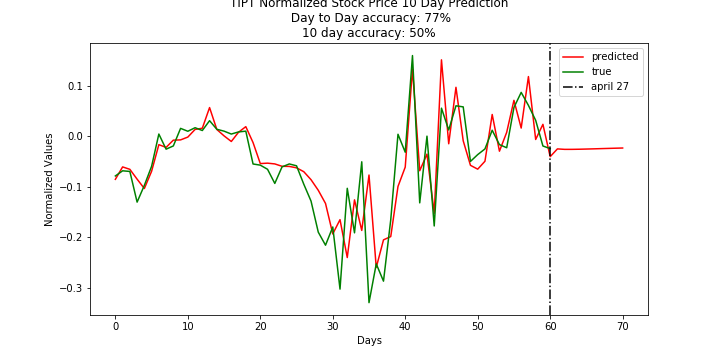 TIPT Normalized Stock Price 10 Day Prediction
Day to Day accuracy: 77%
10 day accuracy: 50%
predicted
true
april 27
Normalized Values
0.1
0.0
−0.1
−0.2
−0.3
0 10 20 30 40 50 60 70
Days